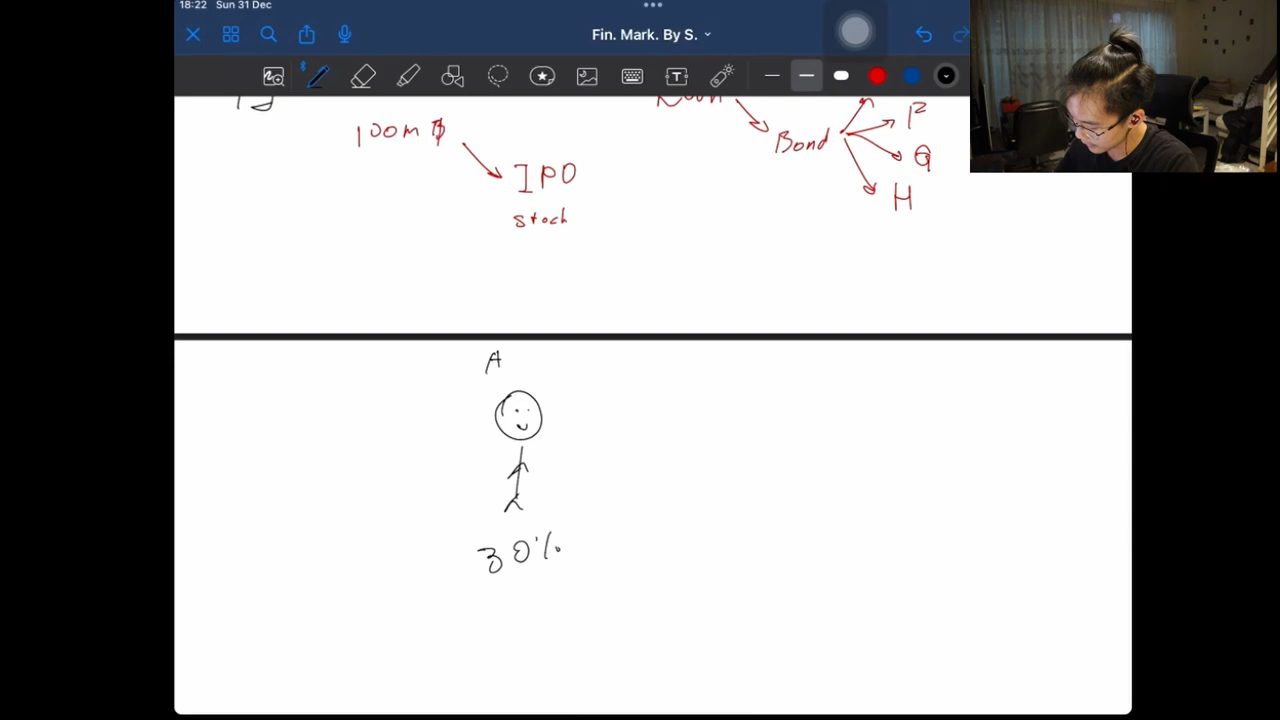 18:22 Sun 31 Dec
Fin. Mark. By S.
100m $
IPO
stock
Bond
F
G
H
A
30%